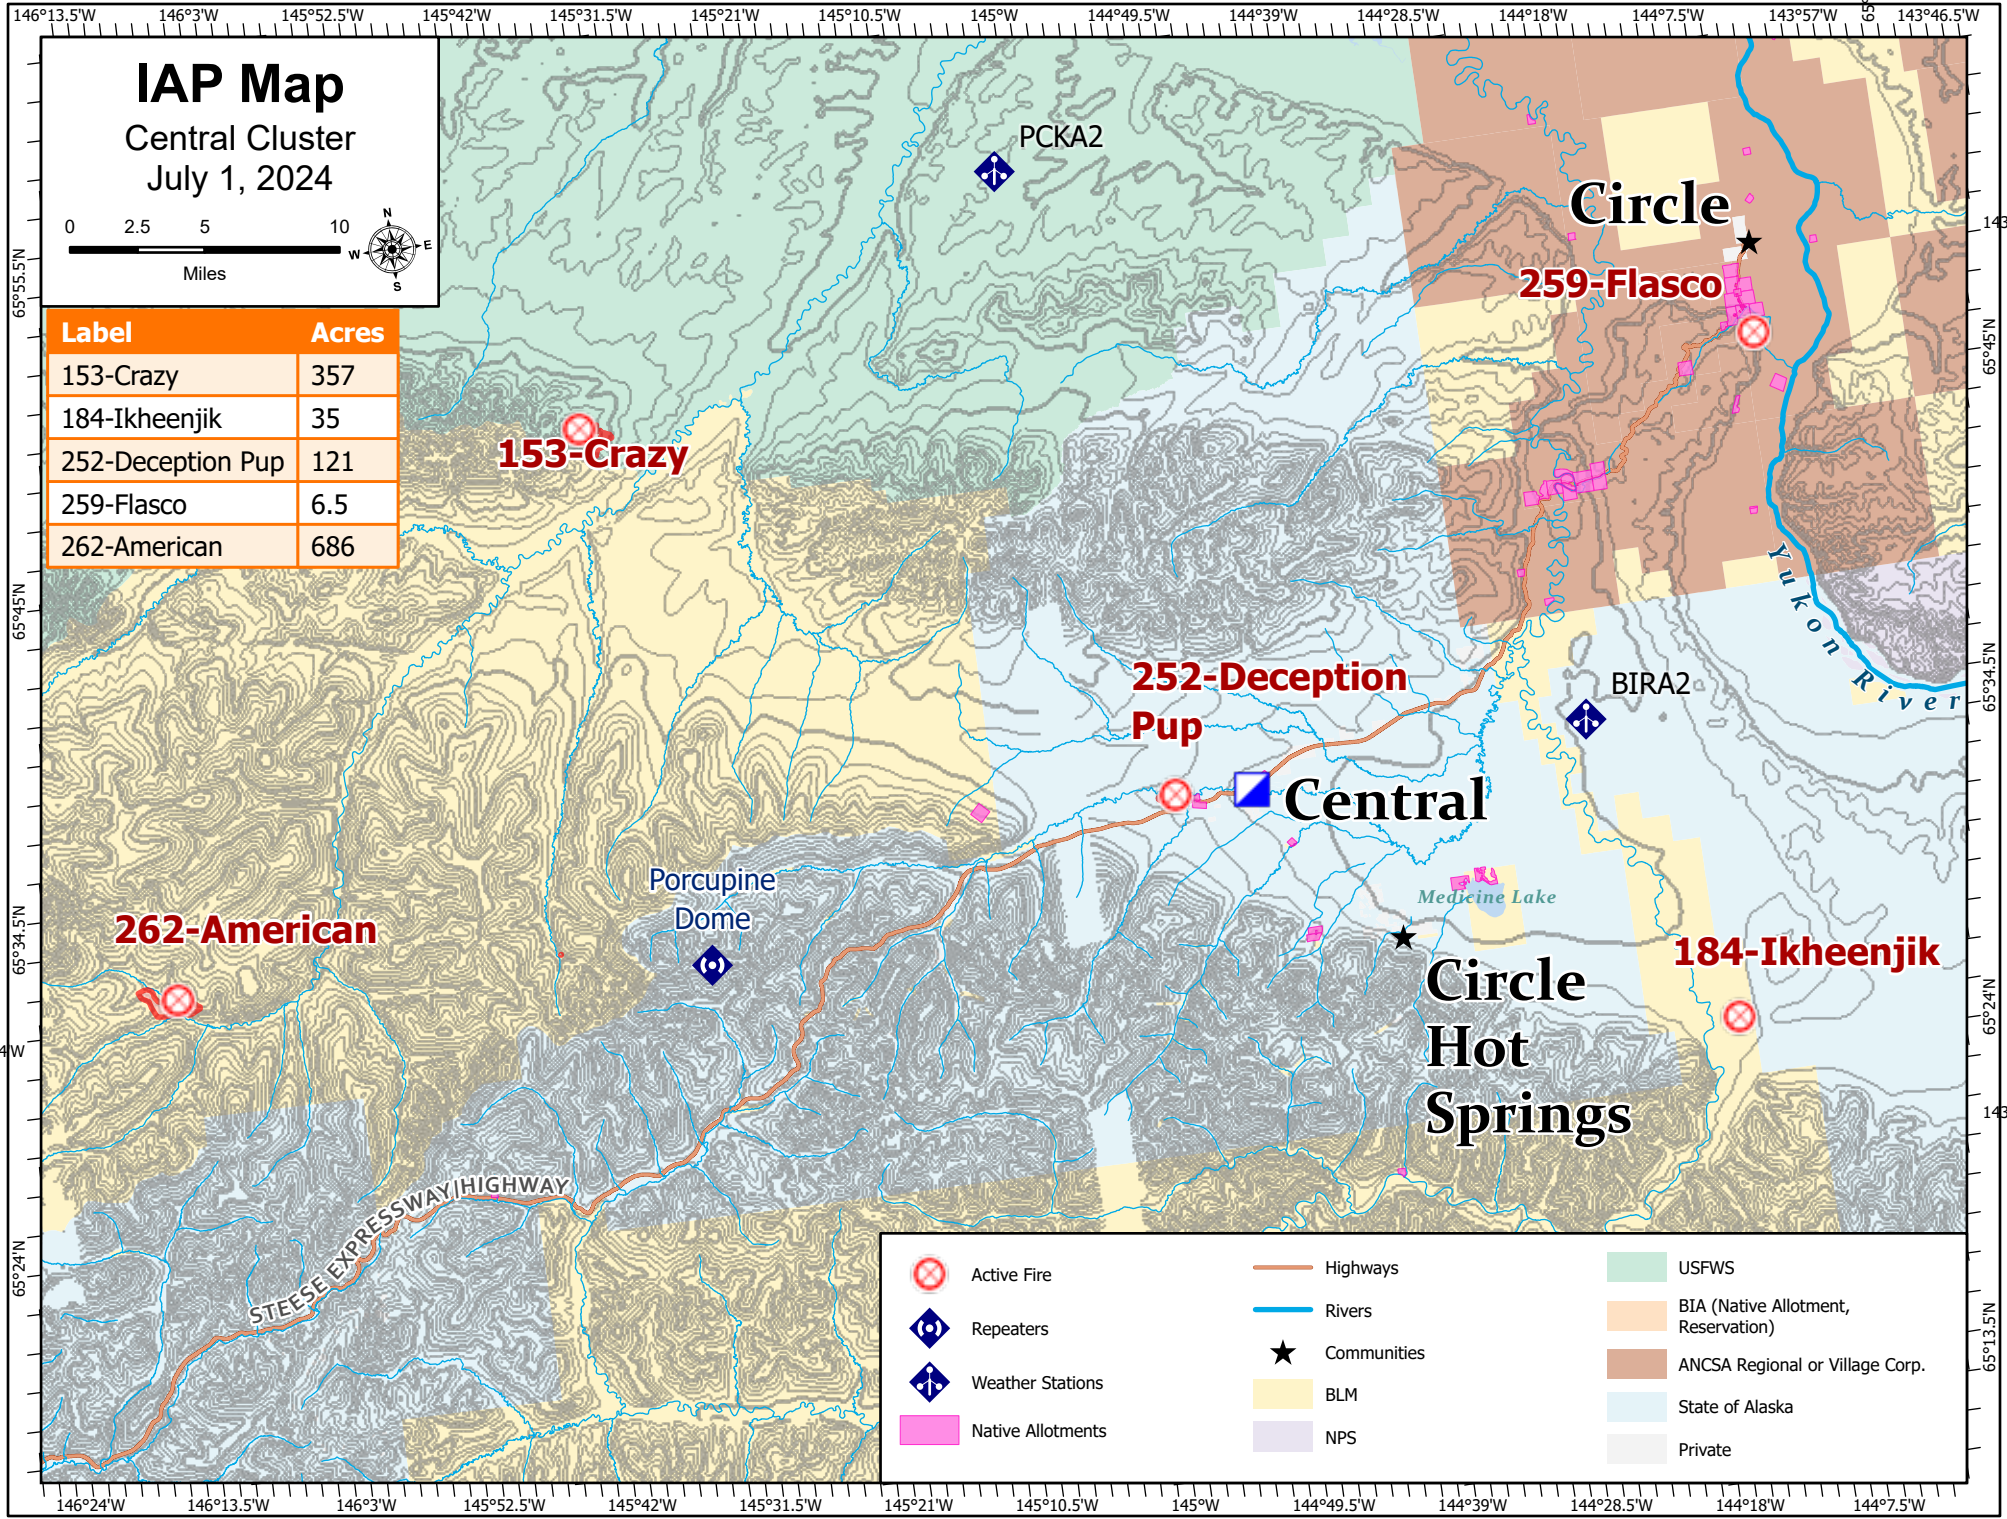 146°13.5'W 146°3'W 145°52.5'W 145°42'W 145°31.5'W 145°21'W 145°10.5'W 145°W 144°49.5'W 144°39'W 144°28.5'W 144°18'W 144°7.5'W 143°57'W 143°46.5'W
IAP Map
Central Cluster
July 1, 2024
0 2.5 5 10
Miles
N
W E
S
Label Acres
153-Crazy 357
184-Ikheenjik 35
252-Deception Pup 121
259-Flasco 6.5
262-American 686
65°55.5'N
65°45'N
65°34.5'N
65°24'N
4°W
PCKA2
Circle
259-Flasco
153-Crazy
Yukon River
252-Deception
Pup
BIRA2
Central
Porcupine
Dome
Medicine Lake
262-American
184-Ikheenjik
Circle
Hot
Springs
STEESE EXPRESSWAY|HIGHWAY
65°
143
65°45'N
65°34.5'N
65°24'N
143
65°13.5'N
Active Fire
Repeaters
Weather Stations
Native Allotments
Highways
Rivers
Communities
BLM
NPS
USFWS
BIA (Native Allotment,
Reservation)
ANCSA Regional or Village Corp.
State of Alaska
Private
146°24'W 146°13.5'W 146°3'W 145°52.5'W 145°42'W 145°31.5'W 145°21'W 145°10.5'W 145°W 144°49.5'W 144°39'W 144°28.5'W 144°18'W 144°7.5'W